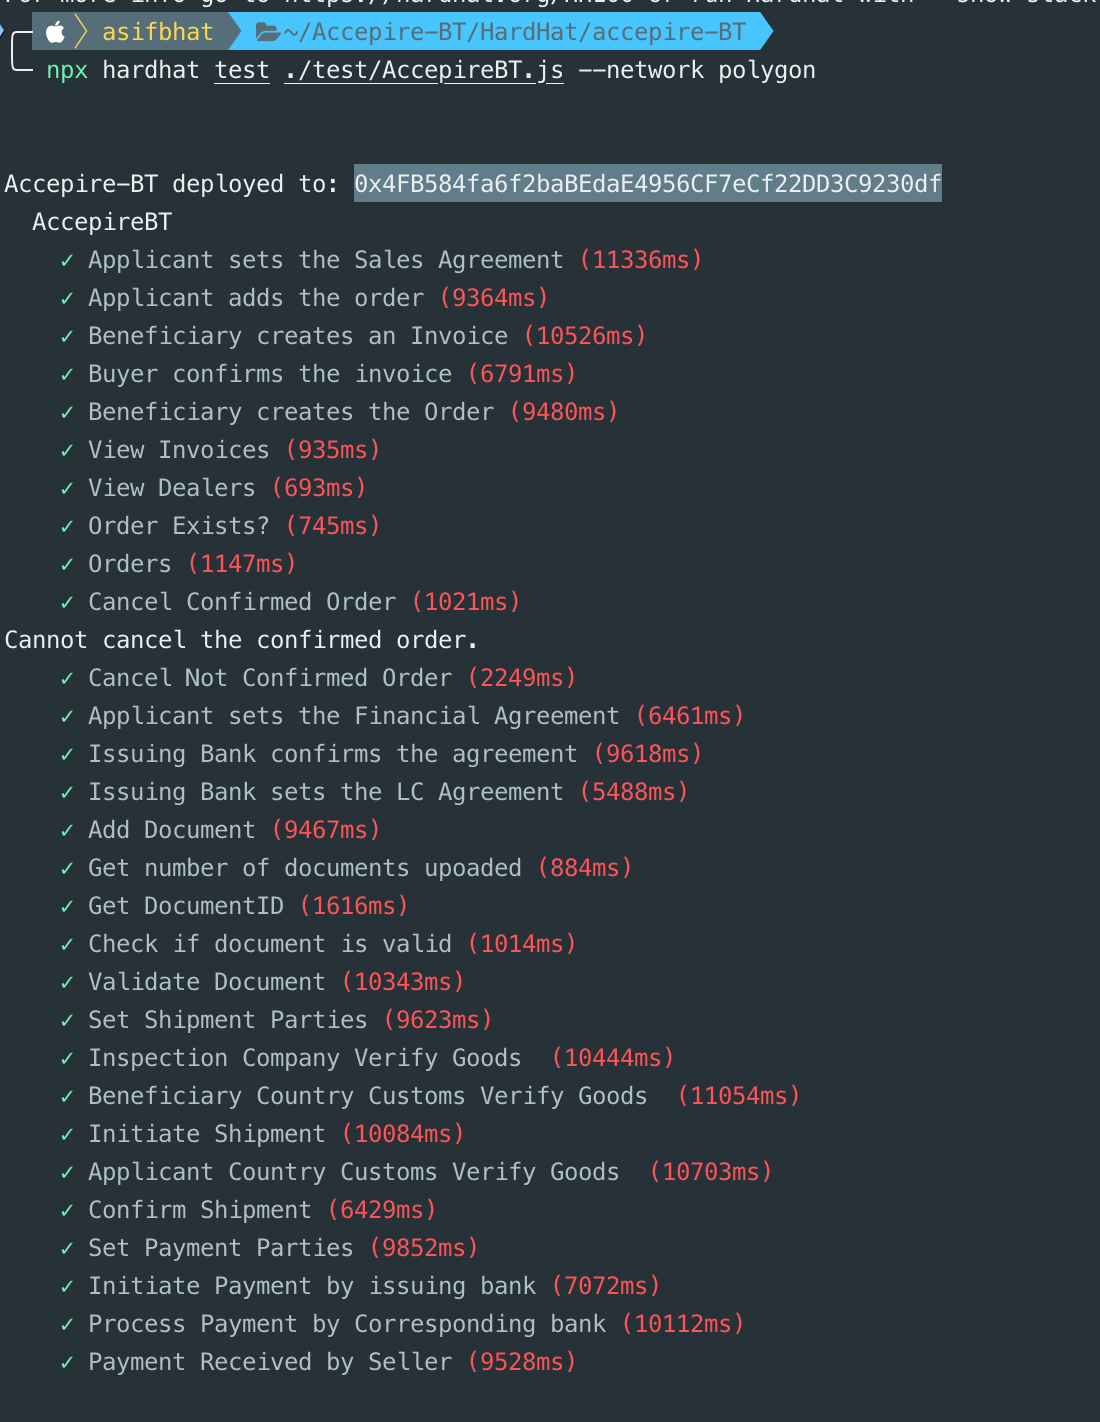 asifbhat ~/Accepire-BT/HardHat/accepire-BT
npx hardhat test ./test/AccepireBT.js --network polygon
Accepire-BT deployed to: 0x4FB584fa6f2baBEdaE4956CF7eCf22DD3C9230df
AccepireBT
✓ Applicant sets the Sales Agreement (11336ms)
✓ Applicant adds the order (9364ms)
✓ Beneficiary creates an Invoice (10526ms)
✓ Buyer confirms the invoice (6791ms)
✓ Beneficiary creates the Order (9480ms)
✓ View Invoices (935ms)
✓ View Dealers (693ms)
✓ Order Exists? (745ms)
✓ Orders (1147ms)
✓ Cancel Confirmed Order (1021ms)
Cannot cancel the confirmed order.
✓ Cancel Not Confirmed Order (2249ms)
✓ Applicant sets the Financial Agreement (6461ms)
✓ Issuing Bank confirms the agreement (9618ms)
✓ Issuing Bank sets the LC Agreement (5488ms)
✓ Add Document (9467ms)
✓ Get number of documents upoaded (884ms)
✓ Get DocumentID (1616ms)
✓ Check if document is valid (1014ms)
✓ Validate Document (10343ms)
✓ Set Shipment Parties (9623ms)
✓ Inspection Company Verify Goods (10444ms)
✓ Beneficiary Country Customs Verify Goods (11054ms)
✓ Initiate Shipment (10084ms)
✓ Applicant Country Customs Verify Goods (10703ms)
✓ Confirm Shipment (6429ms)
✓ Set Payment Parties (9852ms)
✓ Initiate Payment by issuing bank (7072ms)
✓ Process Payment by Corresponding bank (10112ms)
✓ Payment Received by Seller (9528ms)